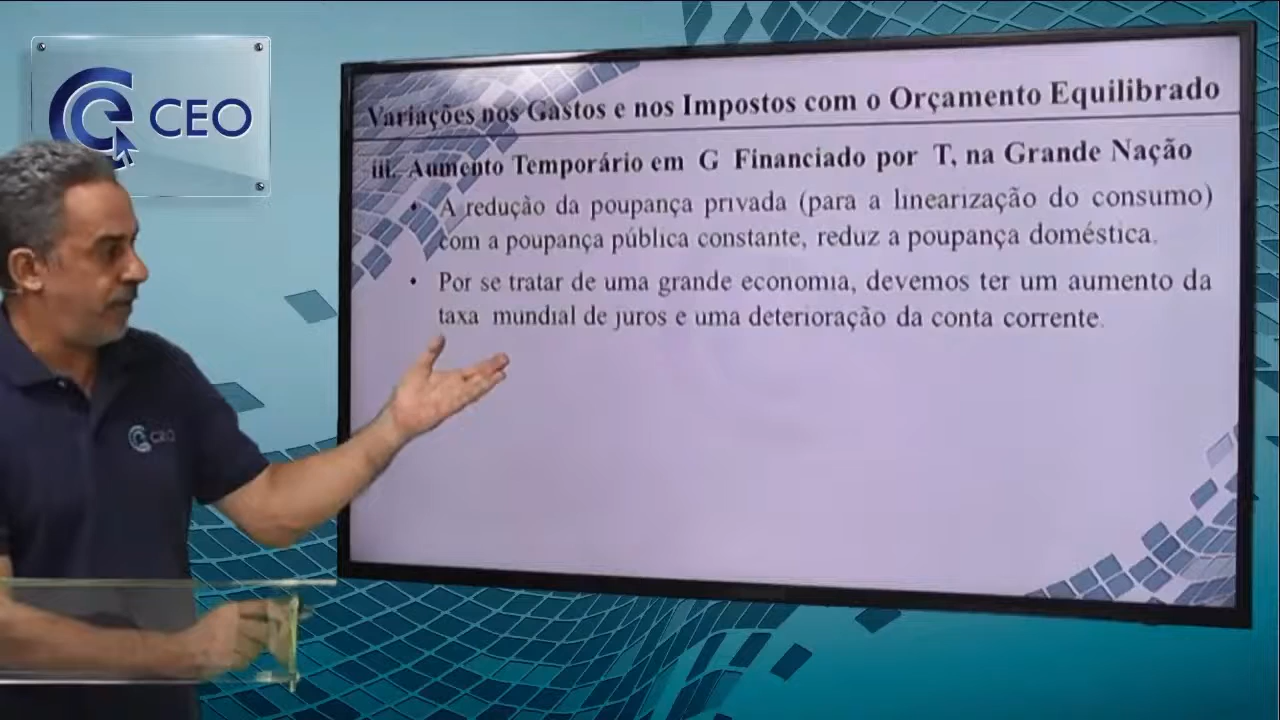 CEO
Variações nos Gastos e nos Impostos com o Orçamento Equilibrado
iii. Aumento Temporário em G Financiado por T, na Grande Nação
• A redução da poupança privada (para a linearização do consumo)
com a poupança pública constante, reduz a poupança doméstica.
• Por se tratar de uma grande economia, devemos ter um aumento da
taxa mundial de juros e uma deterioração da conta corrente.
CEO